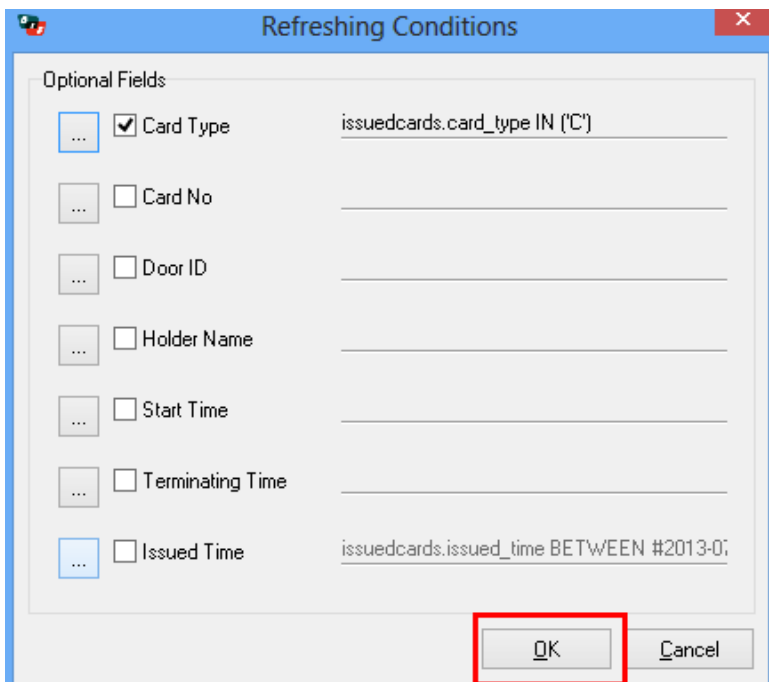 Refreshing Conditions
Optional Fields
... Card Type issuedcards.card_type IN ('C')
... Card No
... Door ID
... Holder Name
... Start Time
... Terminating Time
... Issued Time issuedcards.issued_time BETWEEN #2013-07
OK Cancel